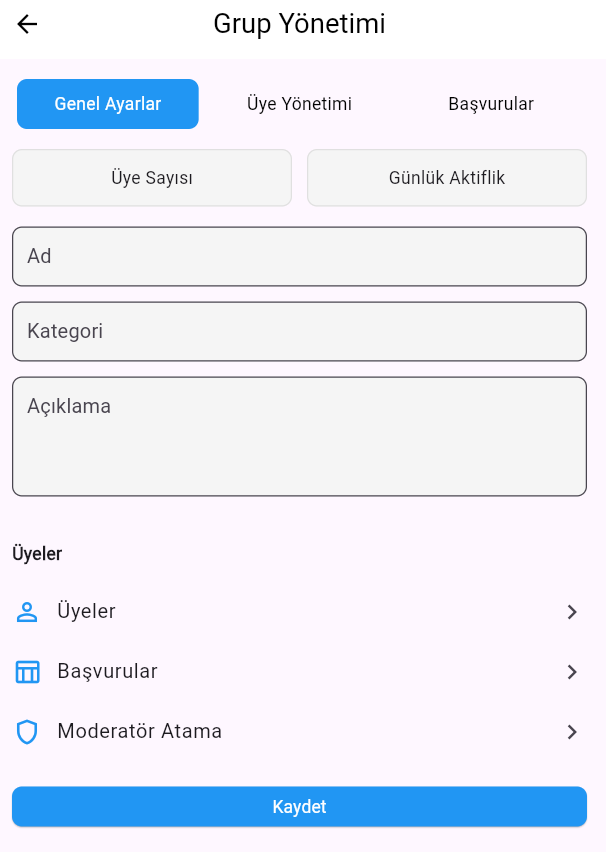 Grup Yönetimi
Genel Ayarlar
Üye Yönetimi
Başvurular
Üye Sayısı
Günlük Aktiflik
Ad
Kategori
Açıklama
Üyeler
Üyeler
Başvurular
Moderatör Atama
Kaydet